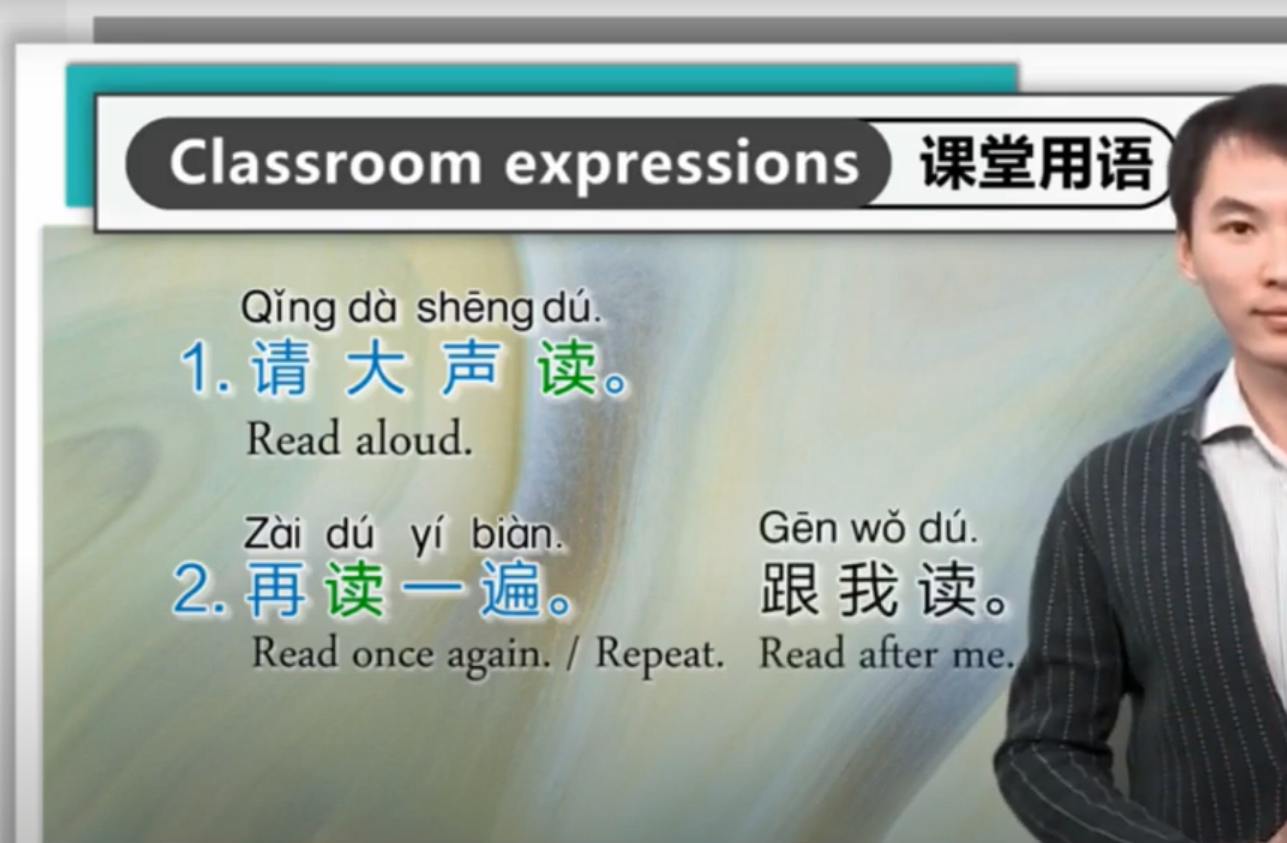 Classroom expressions 课堂用语
Qǐng dà shēng dú.
1. 请大声读。
Read aloud.
Zài dú yí biàn.
2. 再读一遍。
Read once again. / Repeat.
Gēn wǒ dú.
跟我读。
Read after me.